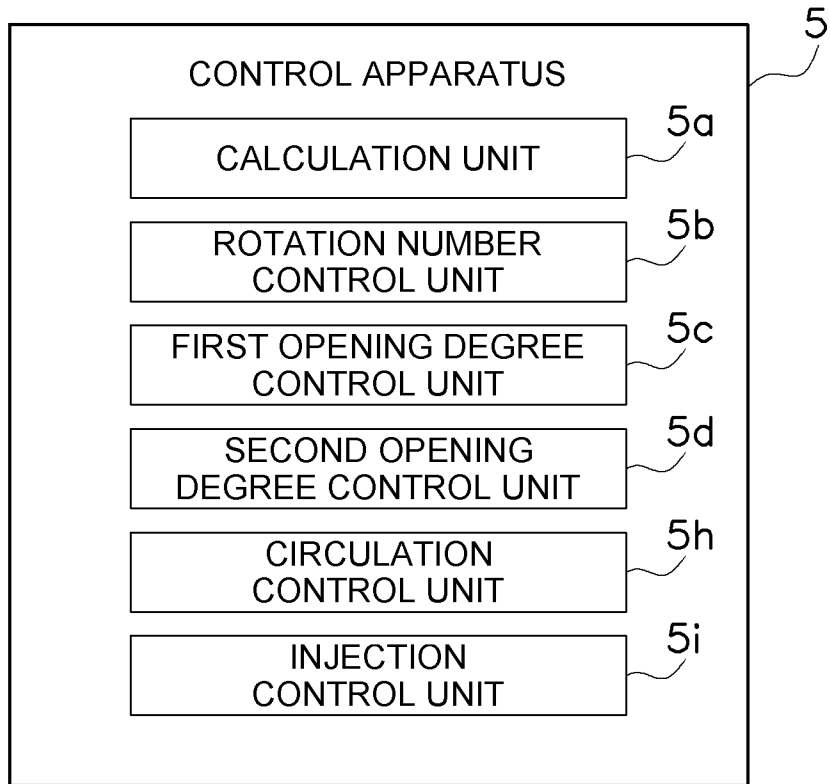 5
CONTROL APPARATUS
5a
CALCULATION UNIT
5b
ROTATION NUMBER
CONTROL UNIT
5c
FIRST OPENING DEGREE
CONTROL UNIT
5d
SECOND OPENING
DEGREE CONTROL UNIT
5h
CIRCULATION
CONTROL UNIT
5i
INJECTION
CONTROL UNIT